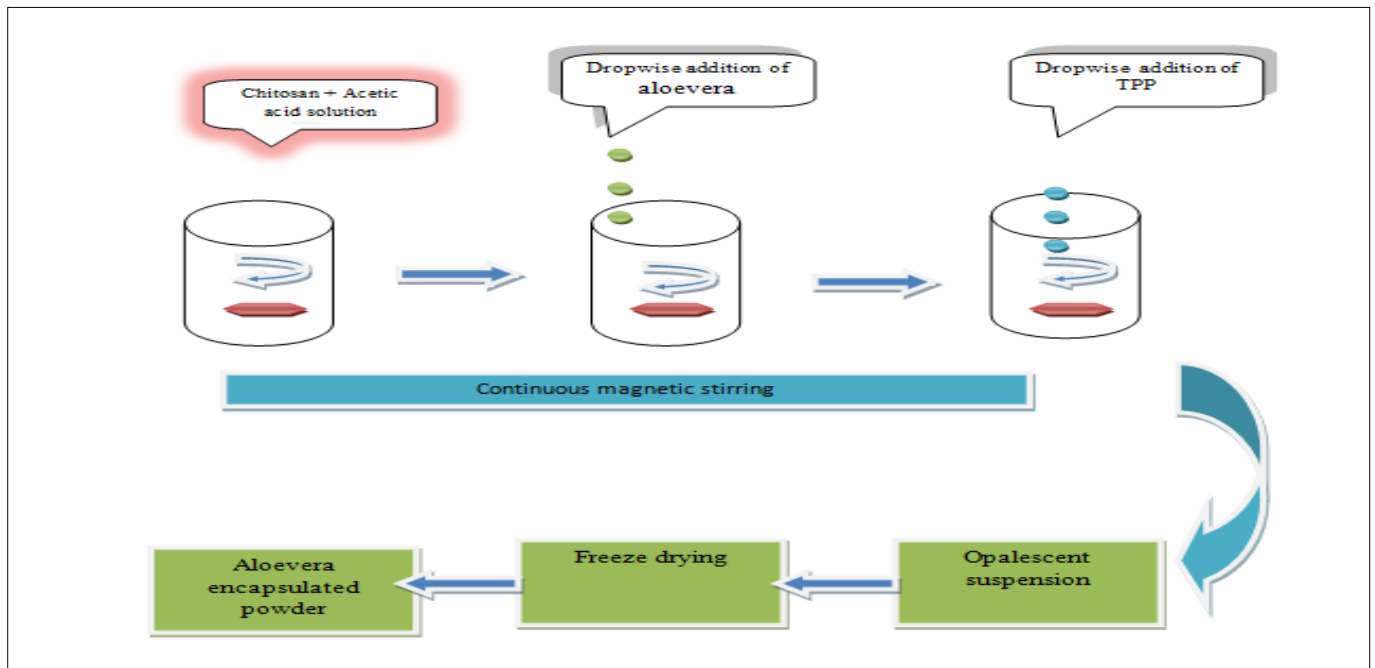 Chitosan + Acetic
acid solution
Dropwise addition of
aloevera
Dropwise addition of
TPP
Continuous magnetic stirring
Aloevera
encapsulated
powder
Freeze drying
Opalescent
suspension